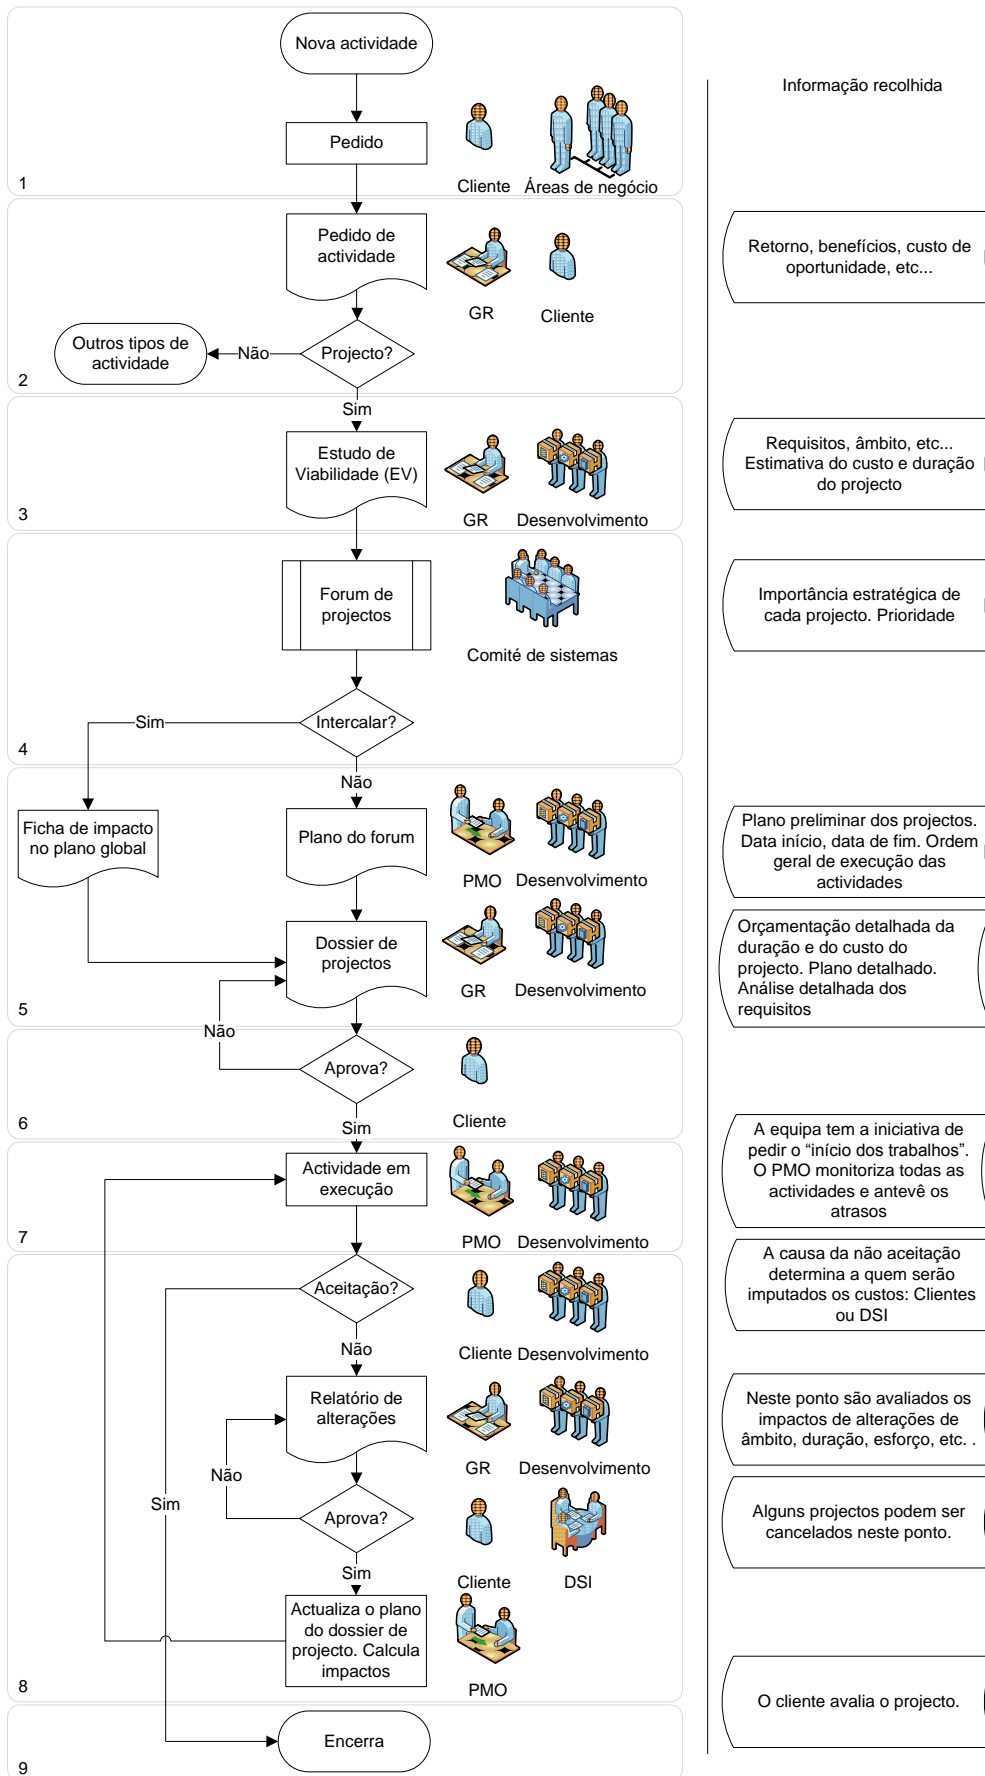 Nova actividade
Informação recolhida
Pedido
Cliente
Áreas de negócio
1
Pedido de
actividade
GR
Cliente
Retorno, benefícios, custo de
oportunidade, etc...
Outros tipos de
actividade
Não
Projecto?
2
Sim
Estudo de
Viabilidade (EV)
GR
Desenvolvimento
Requisitos, âmbito, etc...
Estimativa do custo e duração
do projecto
3
Forum de
projectos
Comité de sistemas
Importância estratégica de
cada projecto. Prioridade
Sim
Intercalar?
4
Não
Ficha de impacto
no plano global
Plano do forum
PMO
Desenvolvimento
Plano preliminar dos projectos.
Data início, data de fim. Ordem
geral de execução das
actividades
Dossier de
projectos
GR
Desenvolvimento
Orçamentação detalhada da
duração e do custo do
projecto. Plano detalhado.
Análise detalhada dos
requisitos
5
Não
Aprova?
Cliente
6
Sim
Actividade em
execução
PMO
Desenvolvimento
A equipa tem a iniciativa de
pedir o “início dos trabalhos”.
O PMO monitoriza todas as
actividades e antevê os
atrasos
7
Aceitação?
Cliente
Desenvolvimento
A causa da não aceitação
determina a quem serão
imputados os custos: Clientes
ou DSI
Não
Relatório de
alterações
GR
Desenvolvimento
Neste ponto são avaliados os
impactos de alterações de
âmbito, duração, esforço, etc. .
Não
Sim
Aprova?
Cliente
DSI
Alguns projectos podem ser
cancelados neste ponto.
Sim
Actualiza o plano
do dossier de
projecto. Calcula
impactos
PMO
8
O cliente avalia o projecto.
Encerra
9